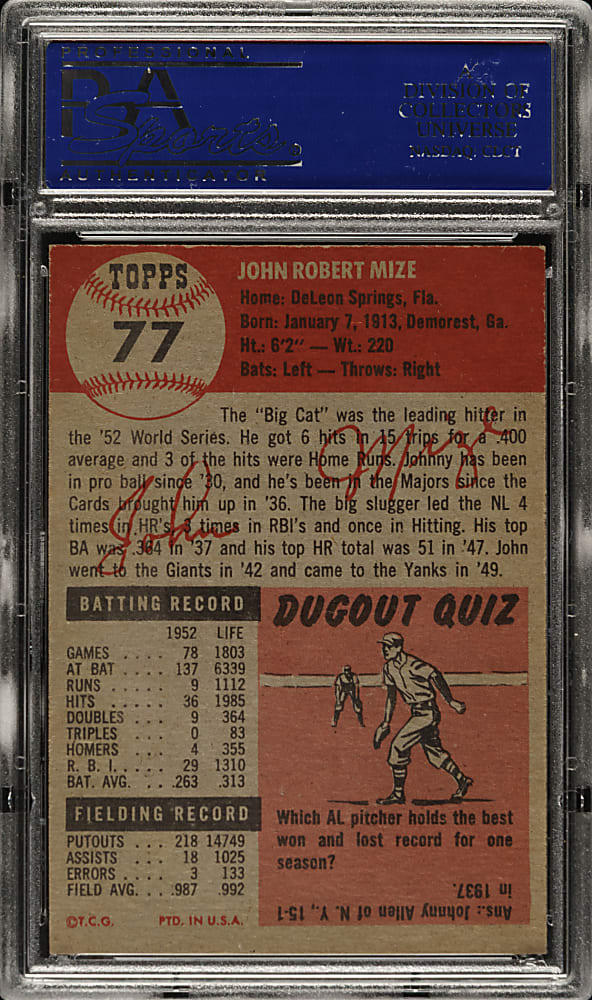 PROFESSIONAL
PSA
Sports
AUTHENTICATOR
DIVISION OF
COLLECTORS
UNIVERSE
NASDAQ: CLCT
TOPPS
77
JOHN ROBERT MIZE
Home: DeLeon Springs, Fla.
Born: January 7, 1913, Demorest, Ga.
Ht.: 6'2" — Wt.: 220
Bats: Left — Throws: Right
The "Big Cat" was the leading hitter in
the '52 World Series. He got 6 hits in 15 trips for a .400
average and 3 of the hits were Home Runs. Johnny has been
in pro ball since '30, and he's been in the Majors since the
Cards brought him up in '36. The big slugger led the NL 4
times in HR's 3 times in RBI's and once in Hitting. His top
BA was .364 in '37 and his top HR total was 51 in '47. John
went to the Giants in '42 and came to the Yanks in '49.
John Mize
BATTING RECORD
1952 LIFE
GAMES .... 78 1803
AT BAT .... 137 6339
RUNS ..... 9 1112
HITS ..... 36 1985
DOUBLES .. 9 364
TRIPLES ... 0 83
HOMERS ... 4 355
R. B. I. .... 29 1310
BAT. AVG. ... .263 .313
FIELDING RECORD
PUTOUTS ... 218 14749
ASSISTS .... 18 1025
ERRORS .... 3 133
FIELD AVG. ... .987 .992
©T.C.G. PTD. IN U.S.A.
DUGOUT QUIZ
Which AL pitcher holds the best
won and lost record for one
season?
Ans.: Johnny Allen of N. Y., 15-1
in 1937.